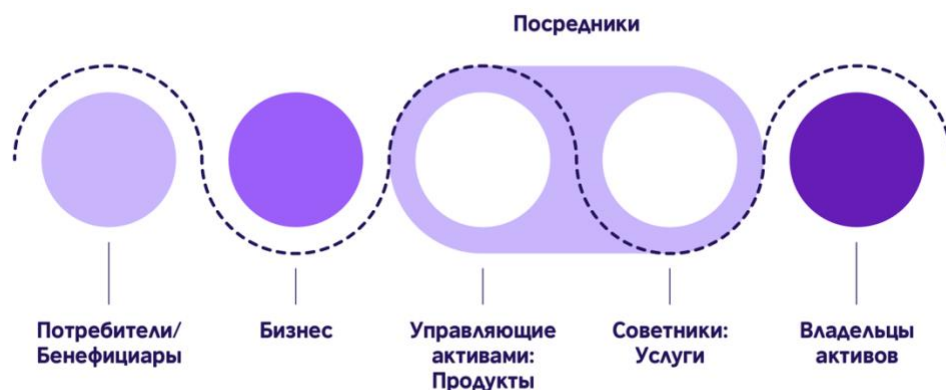 Посредники
Потребители/
Бенефициары
Бизнес
Управляющие
активами:
Продукты
Советники:
Услуги
Владельцы
активов